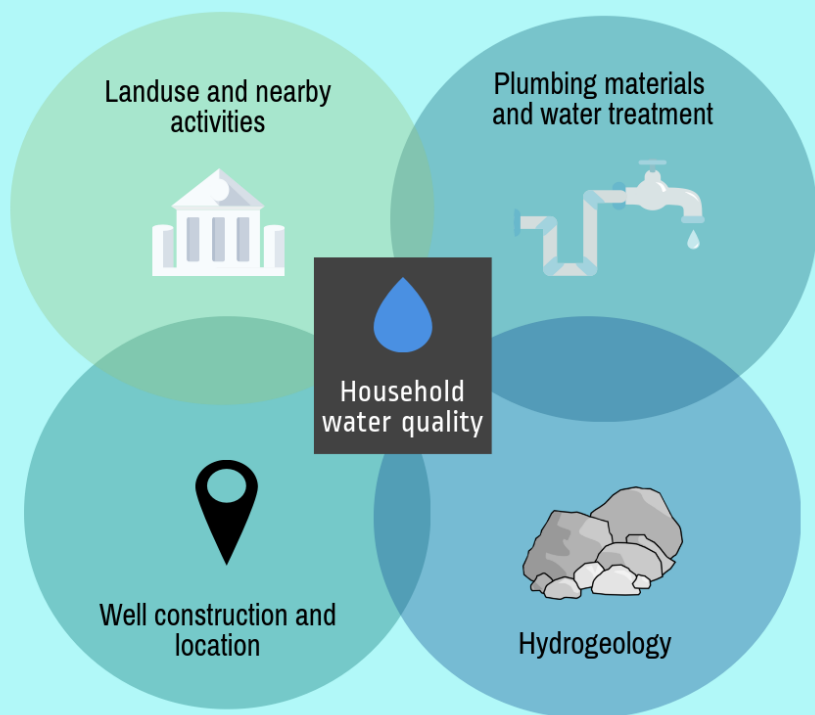 Landuse and nearby
activities
Plumbing materials
and water treatment
Household
water quality
Well construction and
location
Hydrogeology